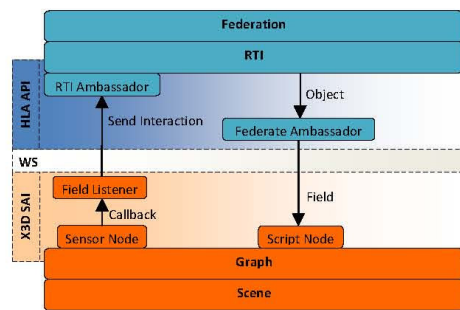 Federation
RTI
HLA API
RTI Ambassador
Object
Send Interaction
Federate Ambassador
WS
X3D SAI
Field Listener
Field
Callback
Sensor Node
Script Node
Graph
Scene